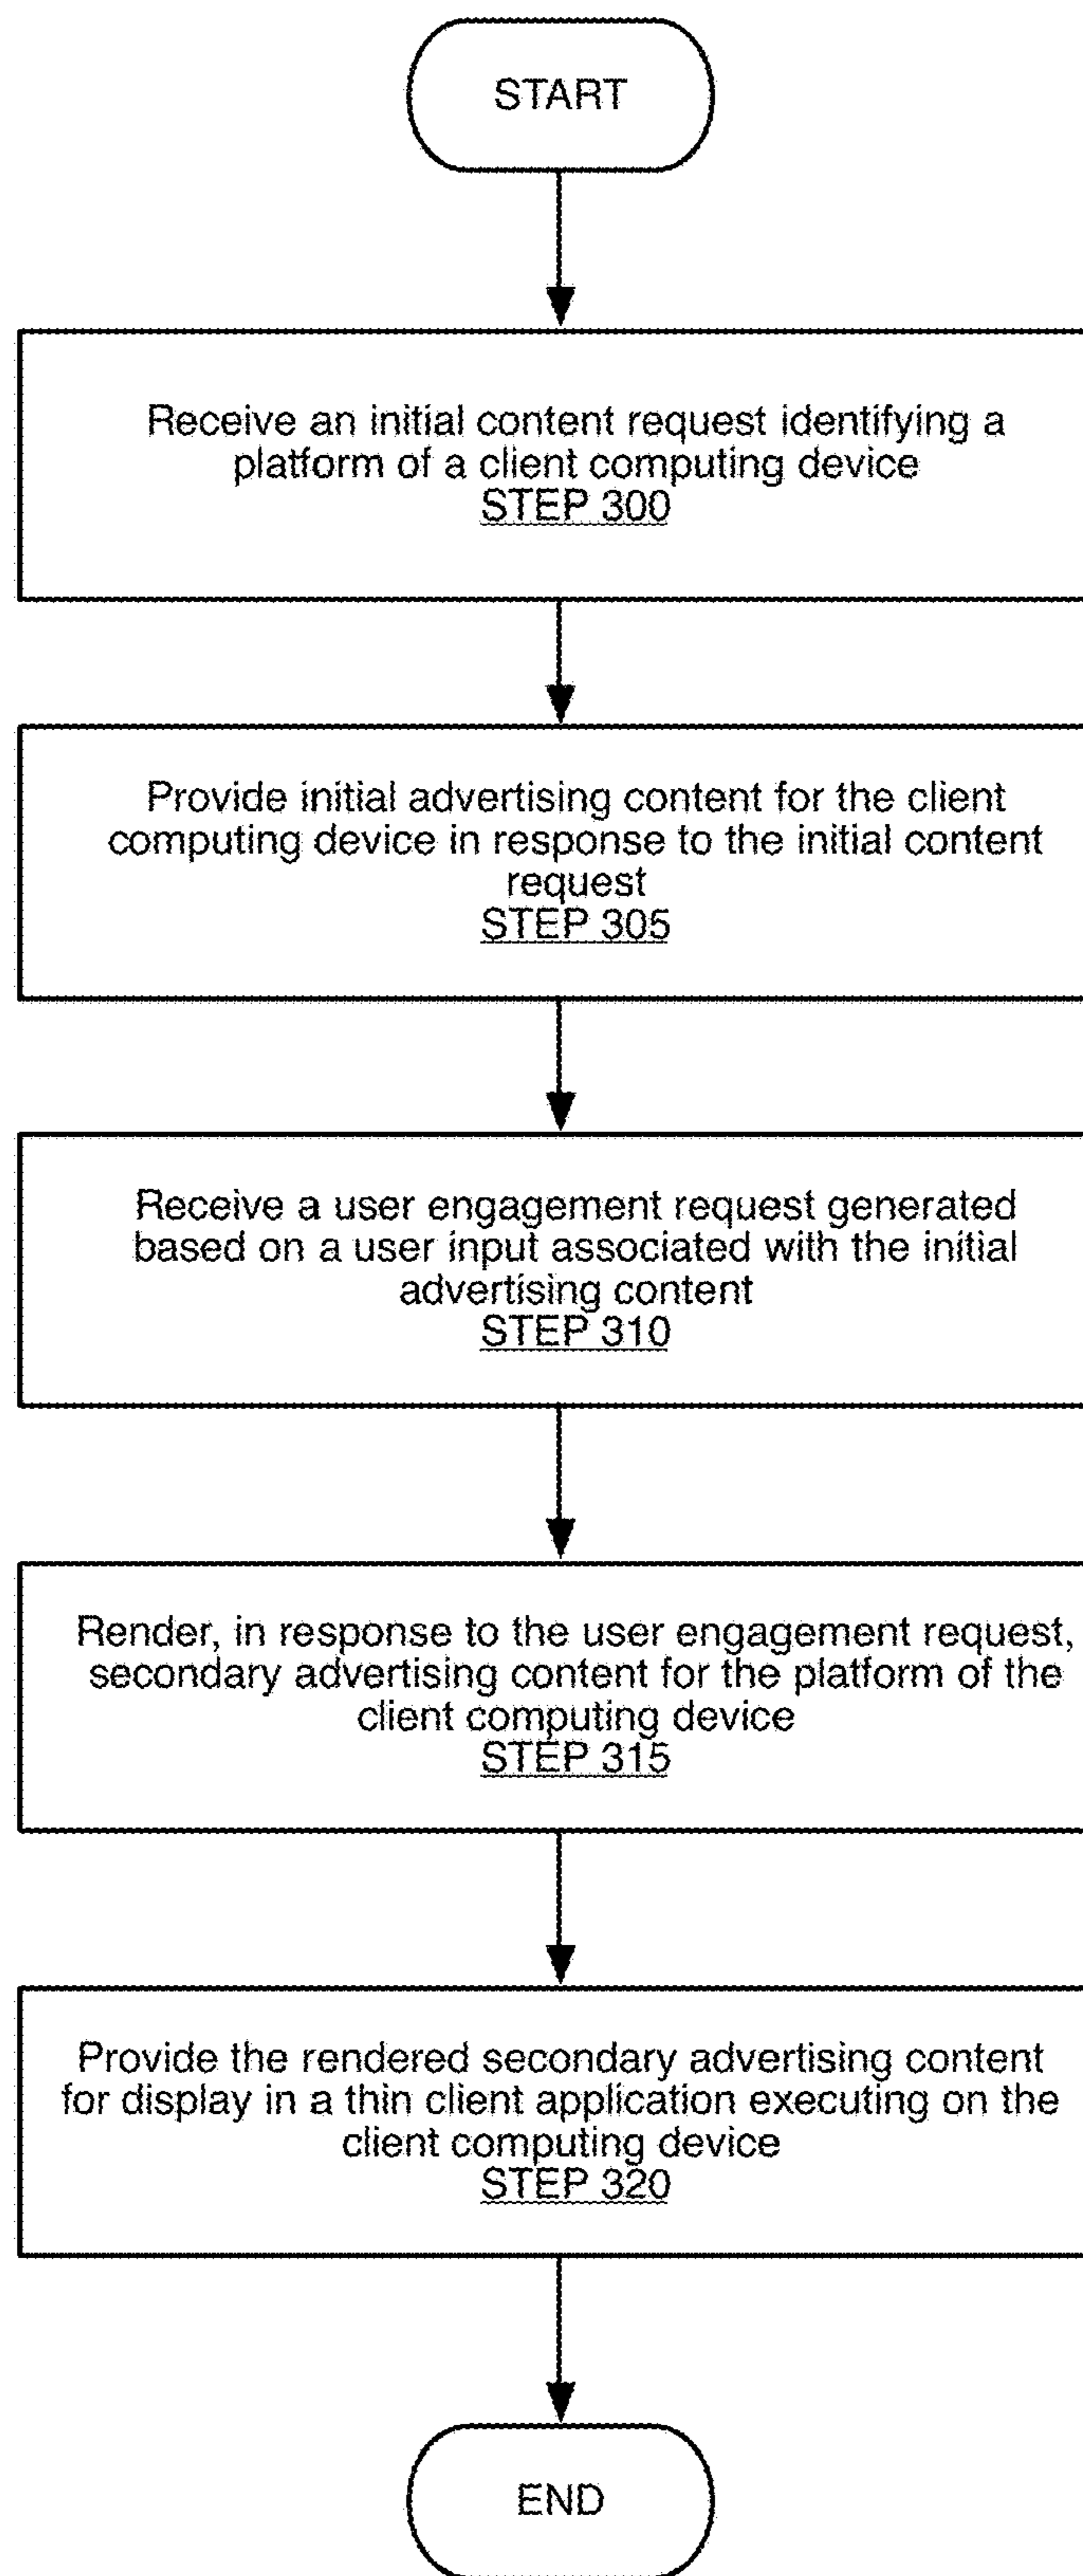 START
Receive an initial content request identifying a
platform of a client computing device
STEP 300
Provide initial advertising content for the client
computing device in response to the initial content
request
STEP 305
Receive a user engagement request generated
based on a user input associated with the initial
advertising content
STEP 310
Render, in response to the user engagement request,
secondary advertising content for the platform of the
client computing device
STEP 315
Provide the rendered secondary advertising content
for display in a thin client application executing on the
client computing device
STEP 320
END